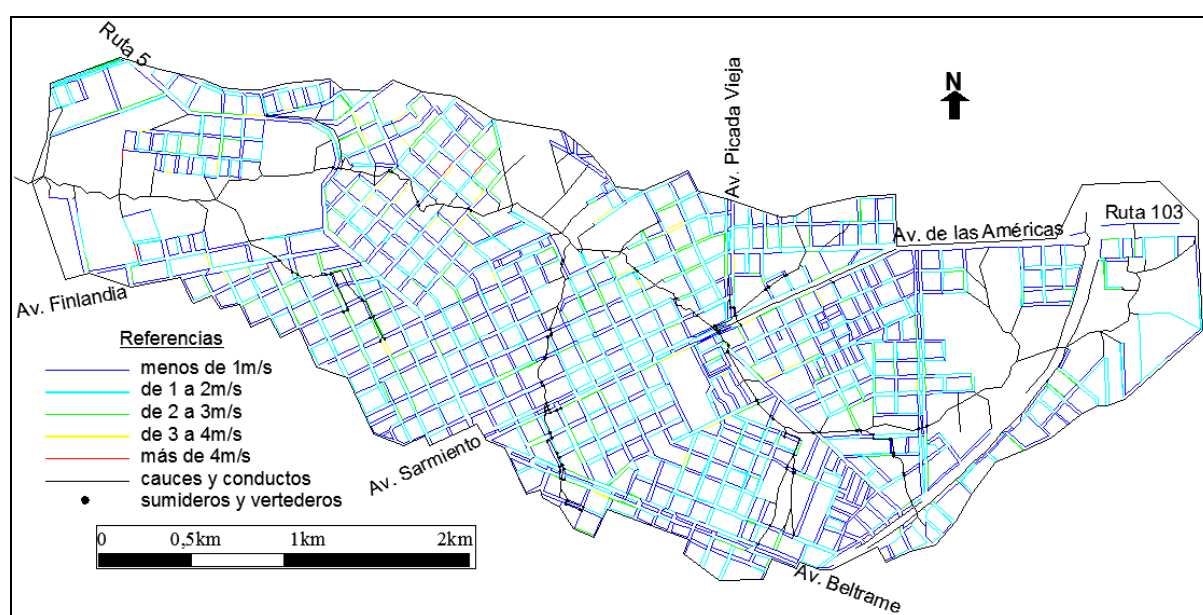 Ruta 5
Av. Picada Vieja
N
Ruta 103
Av. de las Américas
Av. Finlandia
Referencias
menos de 1m/s
de 1 a 2m/s
de 2 a 3m/s
de 3 a 4m/s
más de 4m/s
cauces y conductos
sumideros y vertederos
Av. Sarmiento
0 0,5km 1km 2km
Av. Beltrame